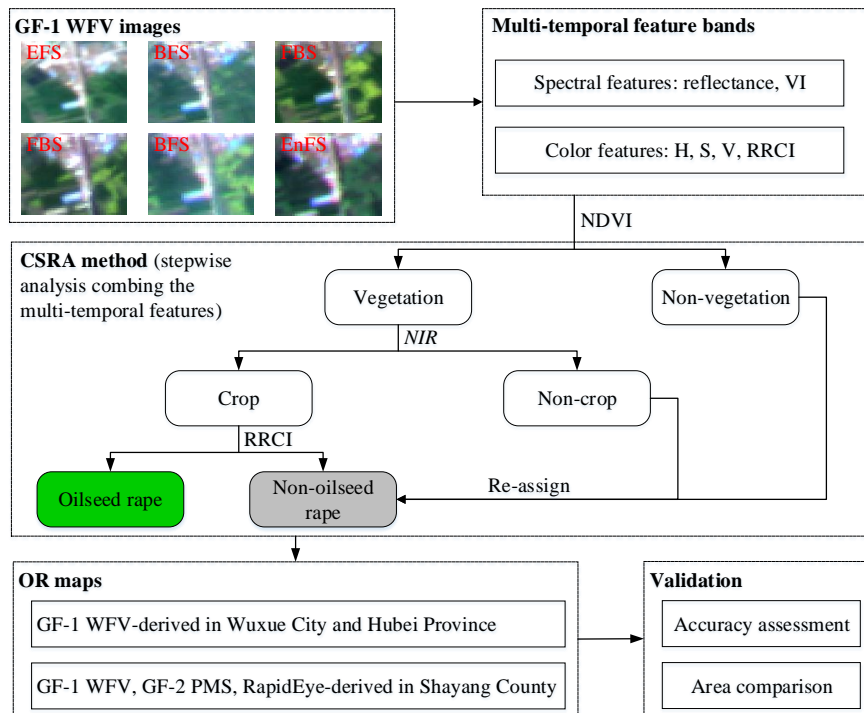 GF-1 WFV images
EFS
BFS
FBS
FBS
BFS
EnFS
Multi-temporal feature bands
Spectral features: reflectance, VI
Color features: H, S, V, RRCI
NDVI
CSRA method (stepwise
analysis combing the
multi-temporal features)
Vegetation
Non-vegetation
NIR
Crop
Non-crop
RRCI
Oilseed rape
Non-oilseed
rape
Re-assign
OR maps
GF-1 WFV-derived in Wuxue City and Hubei Province
GF-1 WFV, GF-2 PMS, RapidEye-derived in Shayang County
Validation
Accuracy assessment
Area comparison